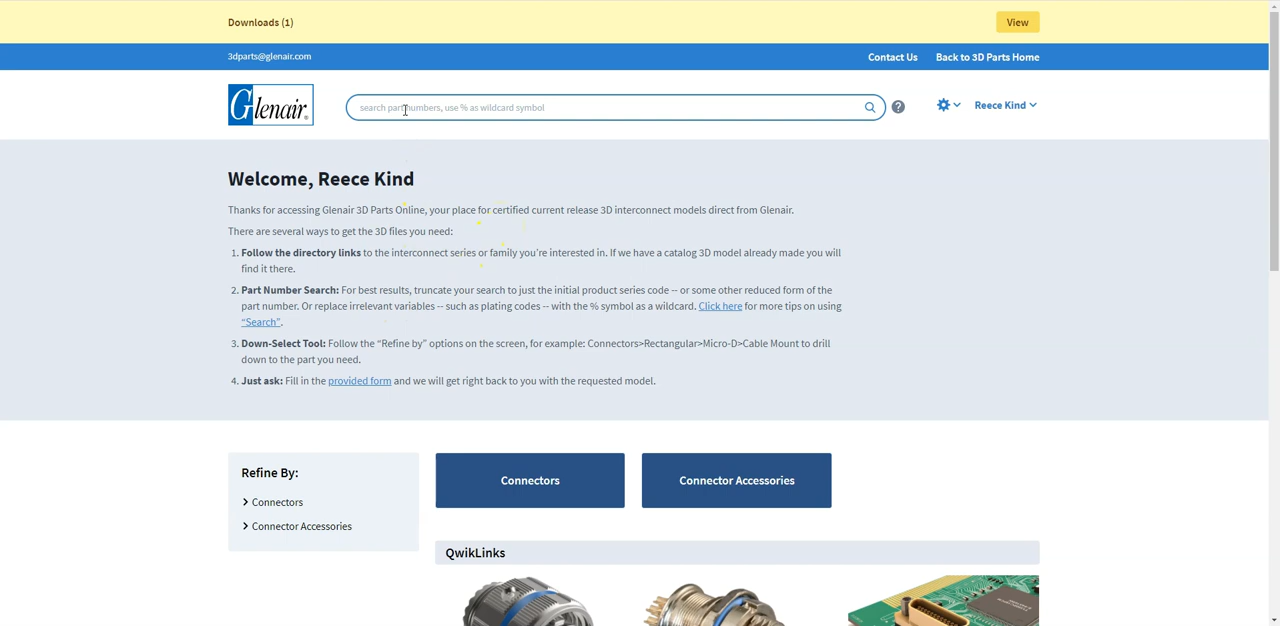 Downloads (1)
View
3dparts@glenair.com
Contact Us
Back to 3D Parts Home
Glenair®
search part numbers, use % as wildcard symbol
?
Reece Kind
Welcome, Reece Kind
Thanks for accessing Glenair 3D Parts Online, your place for certified current release 3D interconnect models direct from Glenair.
There are several ways to get the 3D files you need:
1. Follow the directory links to the interconnect series or family you’re interested in. If we have a catalog 3D model already made you will
find it there.
2. Part Number Search: For best results, truncate your search to just the initial product series code -- or some other reduced form of the
part number. Or replace irrelevant variables -- such as plating codes -- with the % symbol as a wildcard. Click here for more tips on using
“Search”.
3. Down-Select Tool: Follow the “Refine by” options on the screen, for example: Connectors>Rectangular>Micro-D>Cable Mount to drill
down to the part you need.
4. Just ask: Fill in the provided form and we will get right back to you with the requested model.
Refine By:
Connectors
Connector Accessories
Connectors
Connector Accessories
QwikLinks